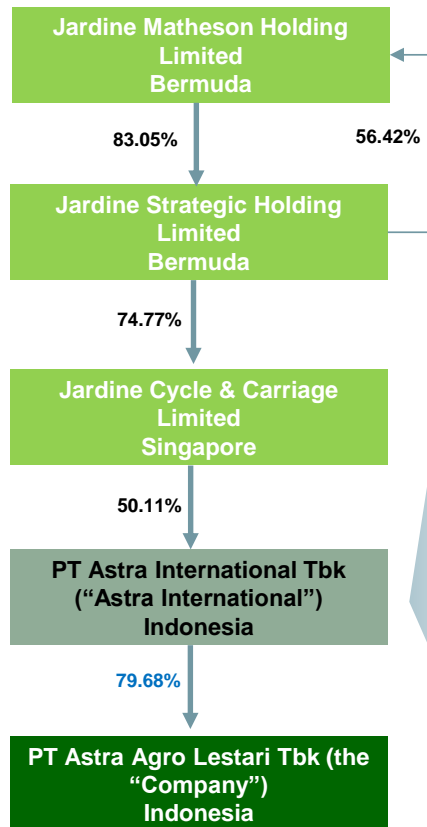 Jardine Matheson Holding
Limited
Bermuda
83.05%
56.42%
Jardine Strategic Holding
Limited
Bermuda
74.77%
Jardine Cycle & Carriage
Limited
Singapore
50.11%
PT Astra International Tbk
(“Astra International”)
Indonesia
79.68%
PT Astra Agro Lestari Tbk (the
“Company”)
Indonesia